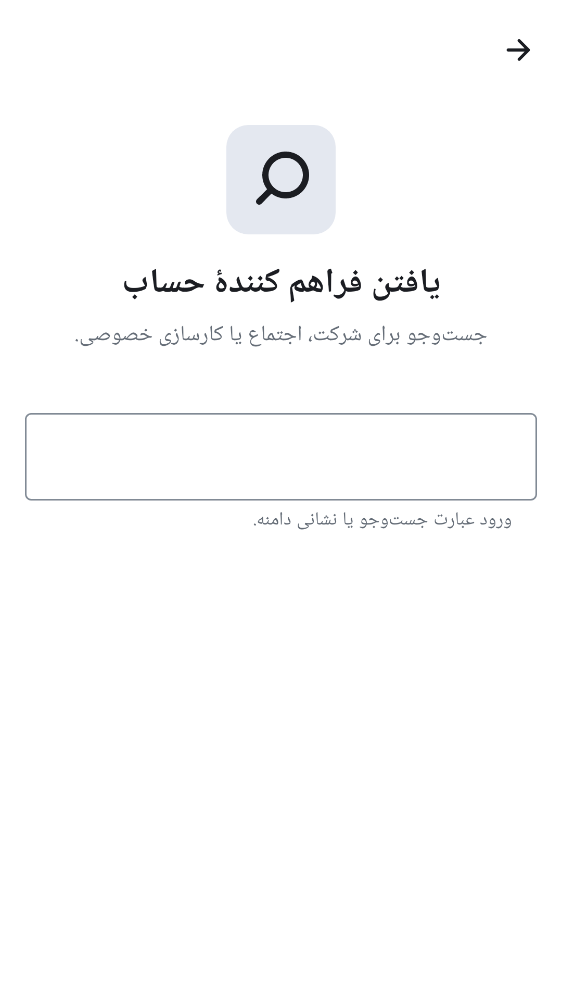 یافتن فراهم کنندهٔ حساب
جست‌وجو برای شرکت، اجتماع یا کارسازی خصوصی.
ورود عبارت جست‌وجو یا نشانی دامنه.